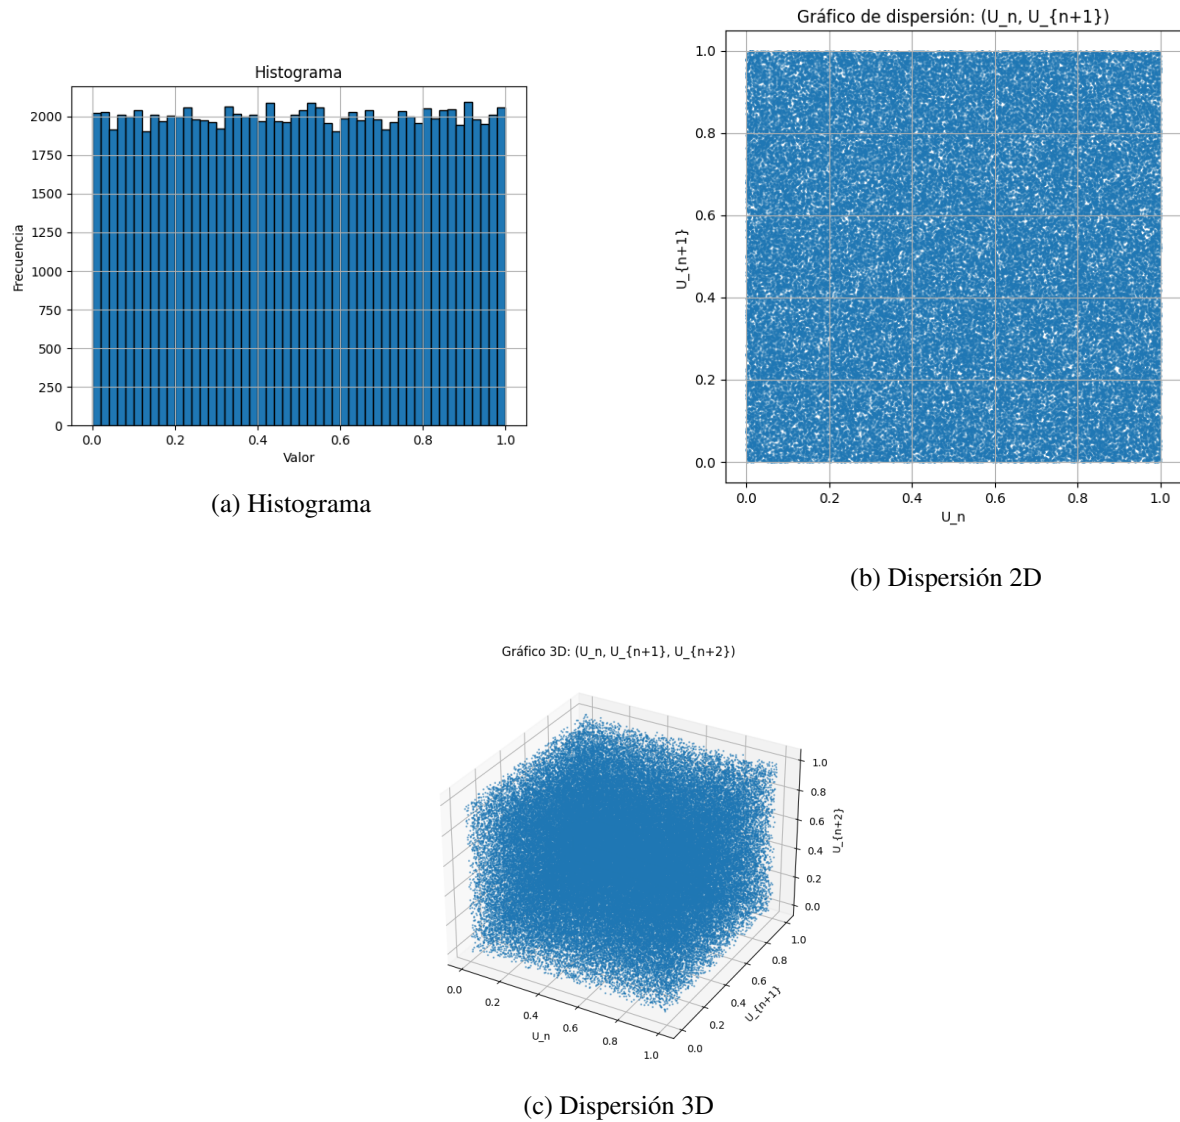 Histograma
2000
1750
1500
1250
1000
750
500
250
0
Frecuencia
0.0 0.2 0.4 0.6 0.8 1.0
Valor
(a) Histograma
Gráfico de dispersión: (U_n, U_{n+1})
1.0
0.8
0.6
0.4
0.2
0.0
U_{n+1}
0.0 0.2 0.4 0.6 0.8 1.0
U_n
(b) Dispersión 2D
Gráfico 3D: (U_n, U_{n+1}, U_{n+2})
1.0
0.8
0.6
0.4
0.2
0.0
U_{n+2}
1.0
0.8
0.6
0.4
0.2
0.0
U_{n+1}
0.0 0.2 0.4 0.6 0.8 1.0
U_n
(c) Dispersión 3D